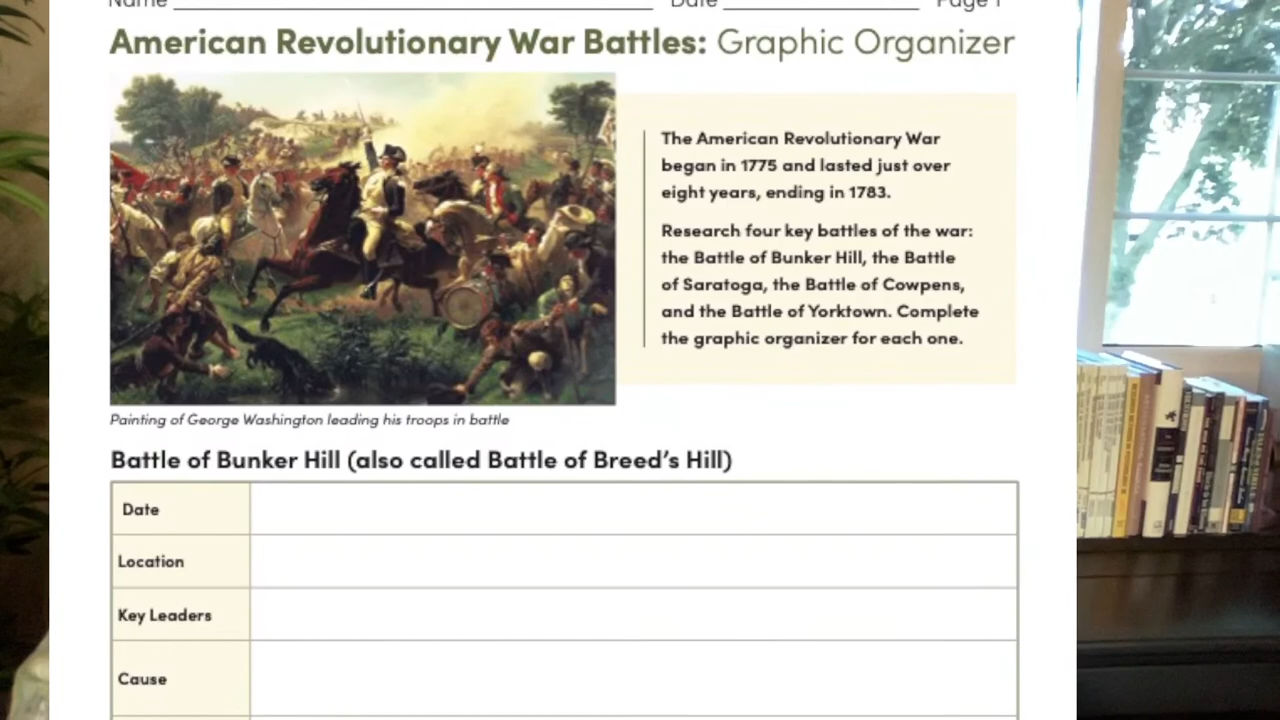 Name Date Page 1
American Revolutionary War Battles: Graphic Organizer
The American Revolutionary War
began in 1775 and lasted just over
eight years, ending in 1783.
Research four key battles of the war:
the Battle of Bunker Hill, the Battle
of Saratoga, the Battle of Cowpens,
and the Battle of Yorktown. Complete
the graphic organizer for each one.
Painting of George Washington leading his troops in battle
Battle of Bunker Hill (also called Battle of Breed's Hill)
Date
Location
Key Leaders
Cause